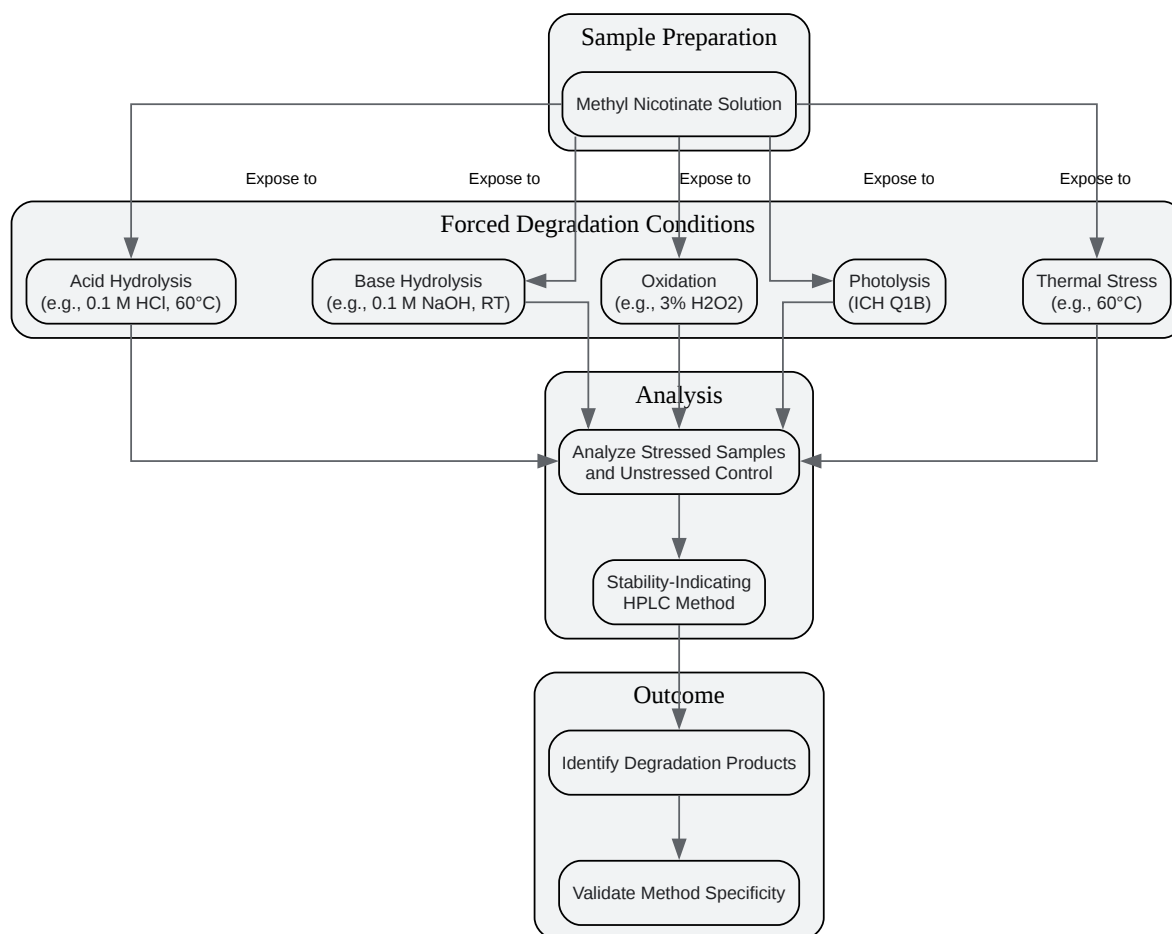 Sample Preparation
Methyl Nicotinate Solution
Expose to
Expose to
Expose to
Expose to
Expose to
Forced Degradation Conditions
Acid Hydrolysis
(e.g., 0.1 M HCl, 60°C)
Base Hydrolysis
(e.g., 0.1 M NaOH, RT)
Oxidation
(e.g., 3% H2O2)
Photolysis
(ICH Q1B)
Thermal Stress
(e.g., 60°C)
Analysis
Analyze Stressed Samples
and Unstressed Control
Stability-Indicating
HPLC Method
Outcome
Identify Degradation Products
Validate Method Specificity